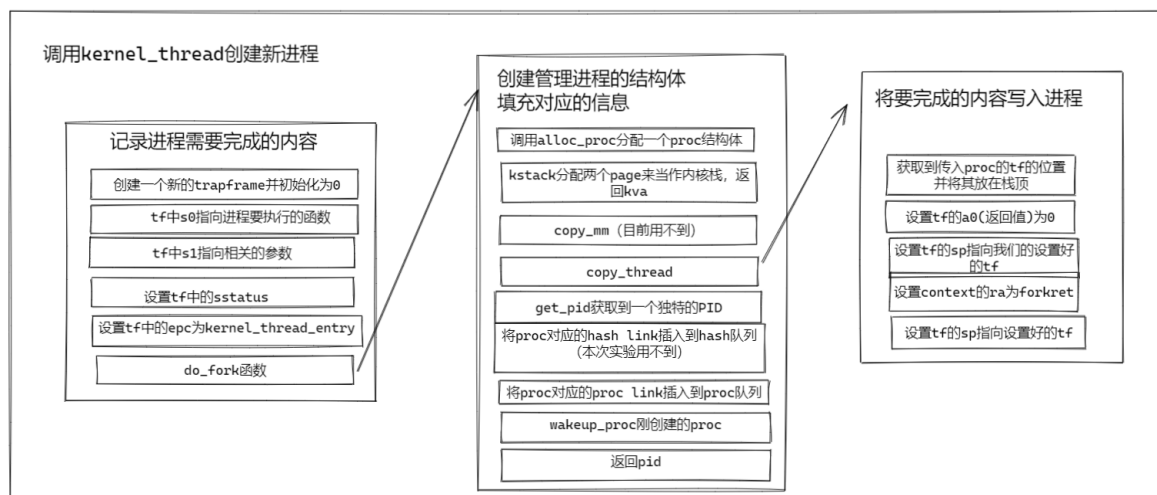 调用kernel_thread创建新进程
记录进程需要完成的内容
创建一个新的trapframe并初始化为0
tf中s0指向进程要执行的函数
tf中s1指向相关的参数
设置tf中的sstatus
设置tf中的epc为kernel_thread_entry
do_fork函数
创建管理进程的结构体
填充对应的信息
调用alloc_proc分配一个proc结构体
kstack分配两个page来当作内核栈，返
回kva
copy_mm（目前用不到）
copy_thread
get_pid获取到一个独特的PID
将proc对应的hash link插入到hash队列
（本次实验用不到）
将proc对应的proc link插入到proc队列
wakeup_proc刚创建的proc
返回pid
将要完成的内容写入进程
获取到传入proc的tf的位置
并将其放在栈顶
设置tf的a0(返回值)为0
设置tf的sp指向我们的设置好
的tf
设置context的ra为forkret
设置tf的sp指向设置好的tf